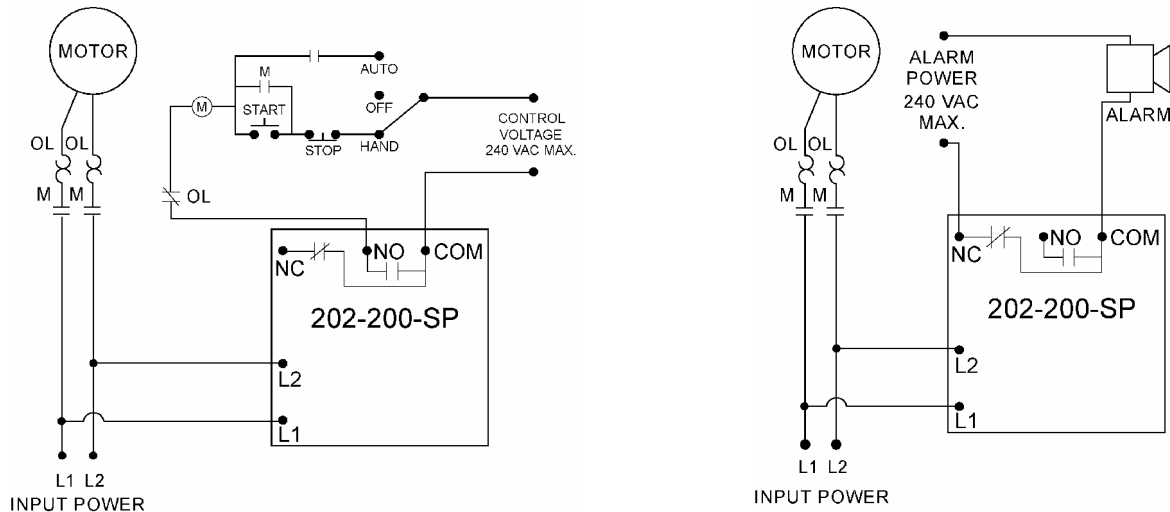 MOTOR
AUTO
M
OFF
M
START
STOP
HAND
CONTROL
VOLTAGE
240 VAC MAX.
OL OL
M M
OL
NC
NO
COM
202-200-SP
L2
L1
L1 L2
INPUT POWER
MOTOR
ALARM
POWER
240 VAC
MAX.
ALARM
OL OL
M M
NC
NO
COM
202-200-SP
L2
L1
L1 L2
INPUT POWER